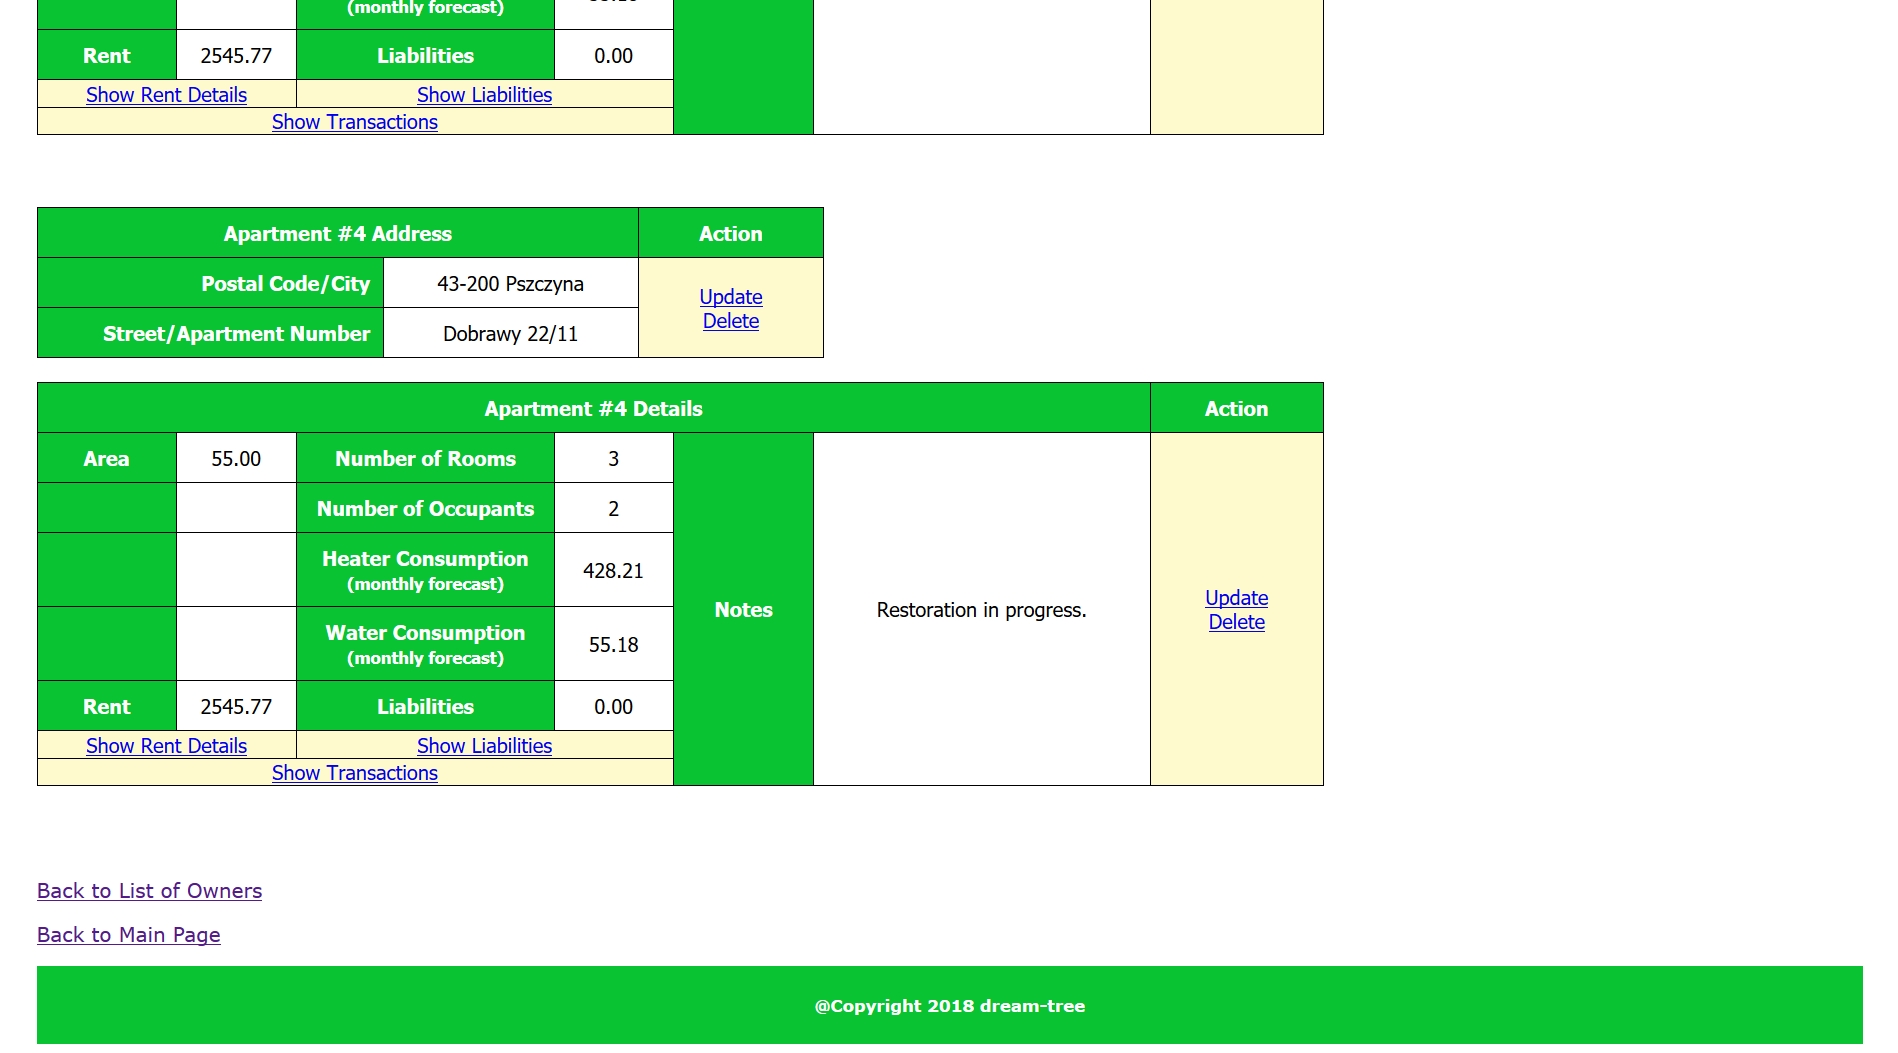 (monthly forecast)
Rent 2545.77 Liabilities 0.00
Show Rent Details Show Liabilities
Show Transactions
Apartment #4 Address Action
Postal Code/City 43-200 Pszczyna
Street/Apartment Number Dobrawy 22/11
Update
Delete
Apartment #4 Details Action
Area 55.00 Number of Rooms 3
Number of Occupants 2
Heater Consumption
(monthly forecast) 428.21
Water Consumption
(monthly forecast) 55.18
Rent 2545.77 Liabilities 0.00
Show Rent Details Show Liabilities
Show Transactions
Notes Restoration in progress.
Update
Delete
Back to List of Owners
Back to Main Page
@Copyright 2018 dream-tree